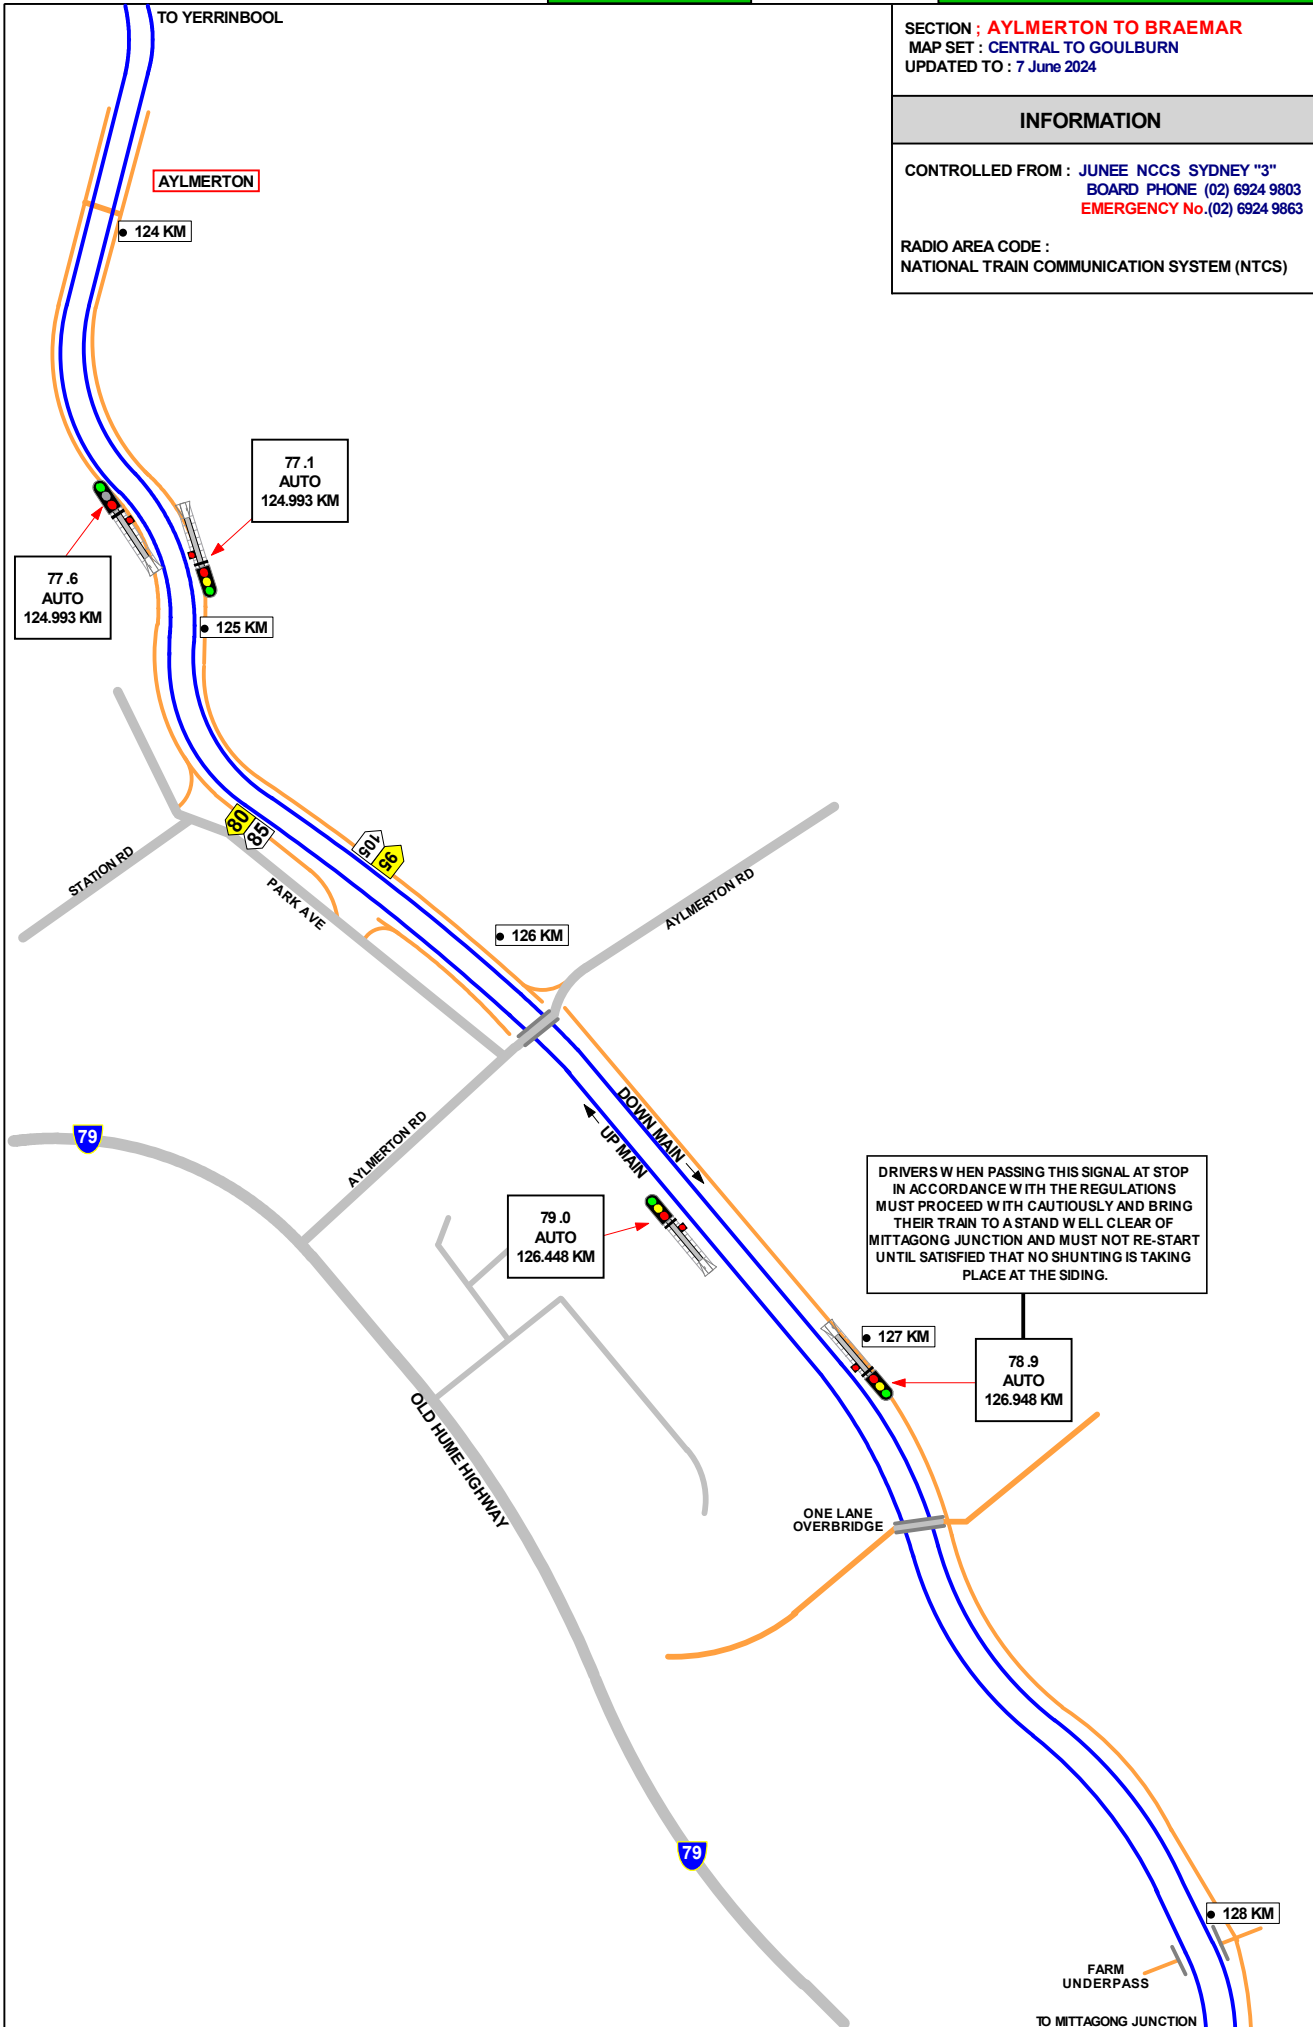 TO YERRINBOOL
SECTION ; AYLMERTON TO BRAEMAR
MAP SET : CENTRAL TO GOULBURN
UPDATED TO : 7 June 2024
INFORMATION
CONTROLLED FROM : JUNEE NCCS SYDNEY "3"
BOARD PHONE (02) 6924 9803
EMERGENCY No.(02) 6924 9863
RADIO AREA CODE :
NATIONAL TRAIN COMMUNICATION SYSTEM (NTCS)
AYLMERTON
124 KM
77.1
AUTO
124.993 KM
77.6
AUTO
124.993 KM
125 KM
80
85
105
95
STATION RD
PARK AVE
AYLMERTON RD
126 KM
DOWN MAIN
UP MAIN
79
AYLMERTON RD
DRIVERS WHEN PASSING THIS SIGNAL AT STOP
IN ACCORDANCE WITH THE REGULATIONS
MUST PROCEED WITH CAUTIOUSLY AND BRING
THEIR TRAIN TO A STAND WELL CLEAR OF
MITTAGONG JUNCTION AND MUST NOT RE-START
UNTIL SATISFIED THAT NO SHUNTING IS TAKING
PLACE AT THE SIDING.
79.0
AUTO
126.448 KM
127 KM
78.9
AUTO
126.948 KM
OLD HUME HIGHWAY
ONE LANE
OVERBRIDGE
79
128 KM
FARM
UNDERPASS
TO MITTAGONG JUNCTION